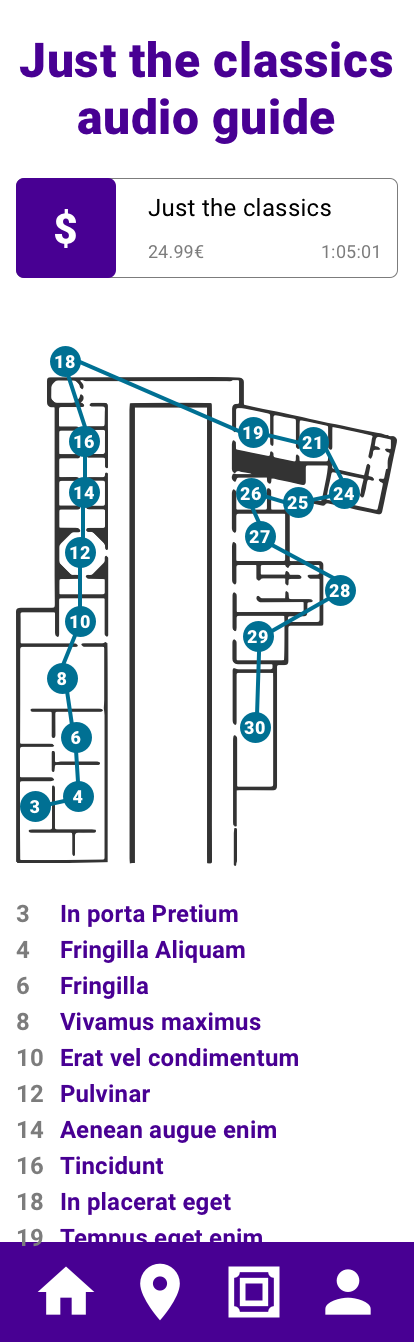 Just the classics
audio guide
$
Just the classics
24.99€ 1:05:01
18
19
16
21
14
26
24
25
27
12
28
10
29
8
30
6
4
3
3 In porta Pretium
4 Fringilla Aliquam
6 Fringilla
8 Vivamus maximus
10 Erat vel condimentum
12 Pulvinar
14 Aenean augue enim
16 Tincidunt
18 In placerat eget
19 Tempus eget enim